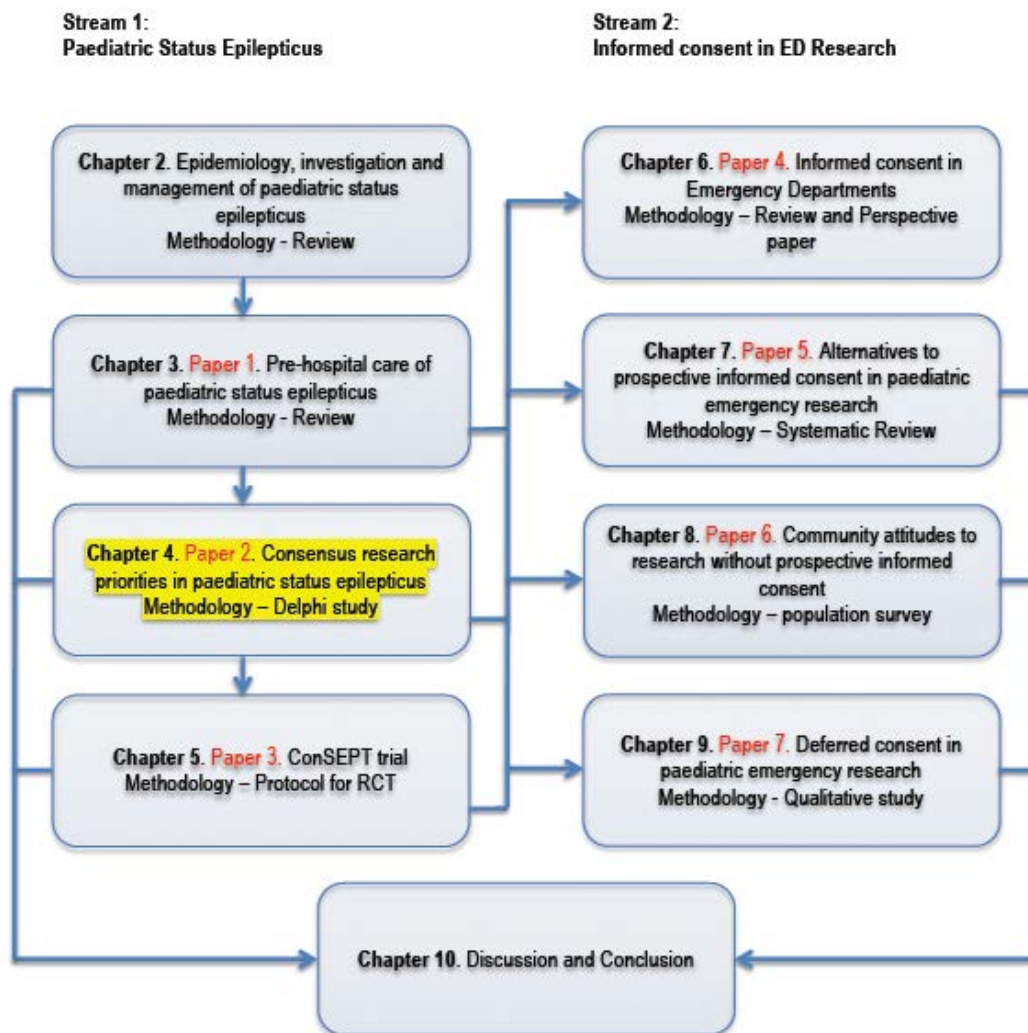 Stream 1:
Paediatric Status Epilepticus
Stream 2:
Informed consent in ED Research
Chapter 2. Epidemiology, investigation and
management of paediatric status
epilepticus
Methodology - Review
Chapter 3. Paper 1. Pre-hospital care of
paediatric status epilepticus
Methodology - Review
Chapter 4. Paper 2. Consensus research
priorities in paediatric status epilepticus
Methodology – Delphi study
Chapter 5. Paper 3. ConSEPT trial
Methodology – Protocol for RCT
Chapter 6. Paper 4. Informed consent in
Emergency Departments
Methodology – Review and Perspective
paper
Chapter 7. Paper 5. Alternatives to
prospective informed consent in paediatric
emergency research
Methodology – Systematic Review
Chapter 8. Paper 6. Community attitudes to
research without prospective informed
consent
Methodology – population survey
Chapter 9. Paper 7. Deferred consent in
paediatric emergency research
Methodology - Qualitative study
Chapter 10. Discussion and Conclusion